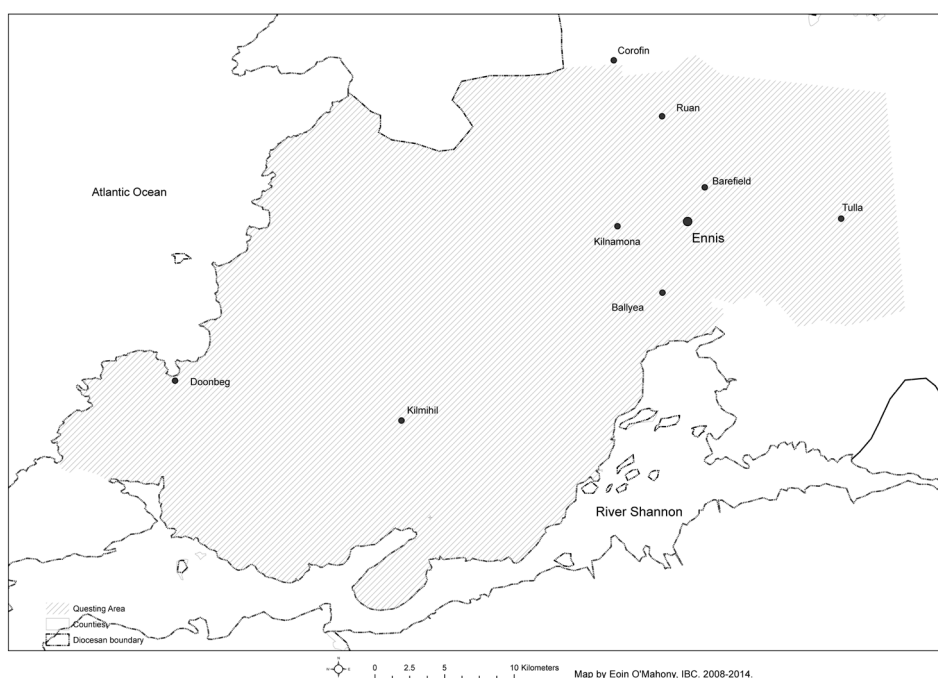 Corofin
Ruan
Atlantic Ocean
Barefield
Tulla
Kilnamona
Ennis
Ballyea
Doonbeg
Kilmihil
River Shannon
Questing Area
Counties
Diocesan boundary
N
W E
S
0 2.5 5 10 Kilometers
Map by Eoin O'Mahony, IBC, 2008-2014.